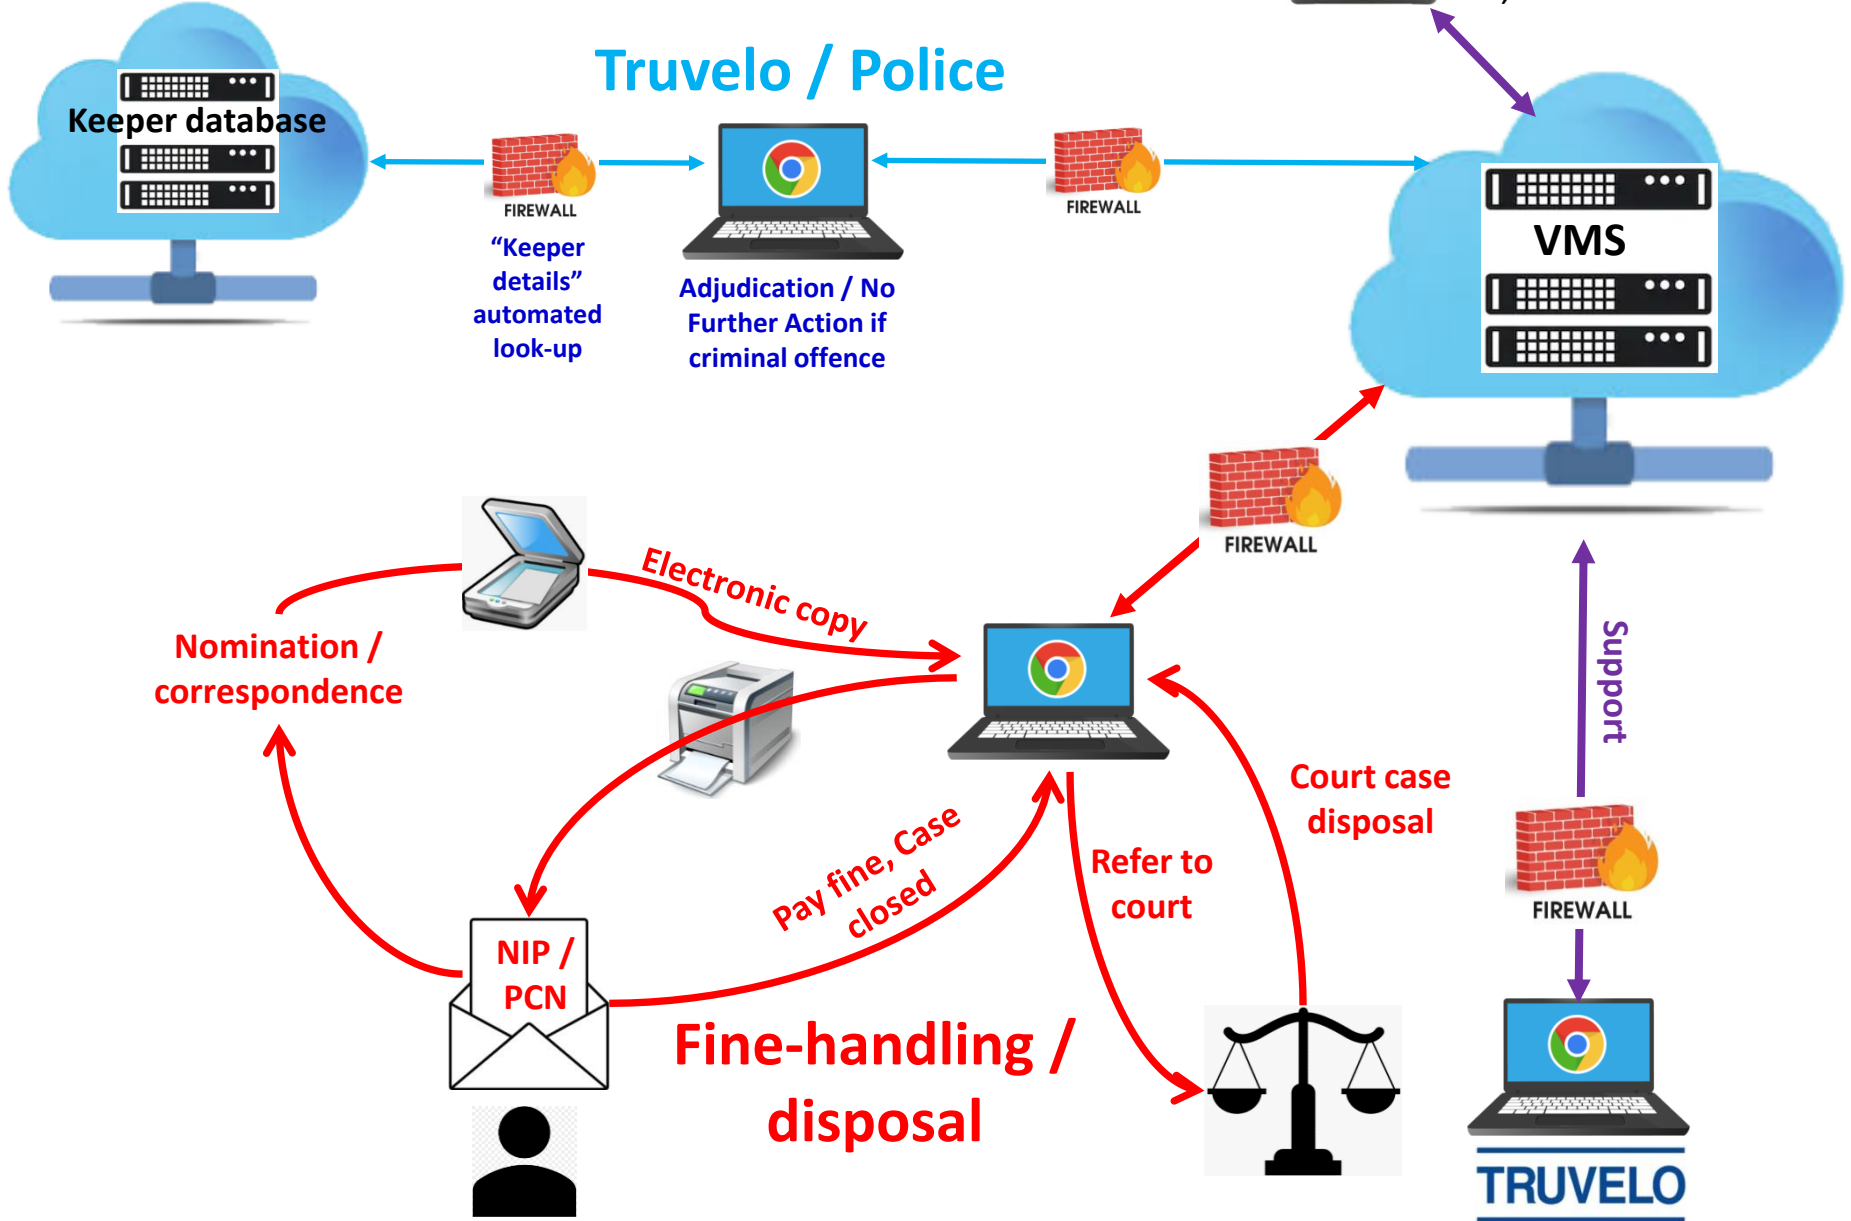 Truvelo / Police
Keeper database
FIREWALL
FIREWALL
"Keeper
details"
automated
look-up
Adjudication / No
Further Action if
criminal offence
VMS
FIREWALL
Electronic copy
Nomination /
correspondence
Support
Court case
disposal
Pay fine, Case
closed
Refer to
court
FIREWALL
NIP /
PCN
Fine-handling /
disposal
TRUVELO